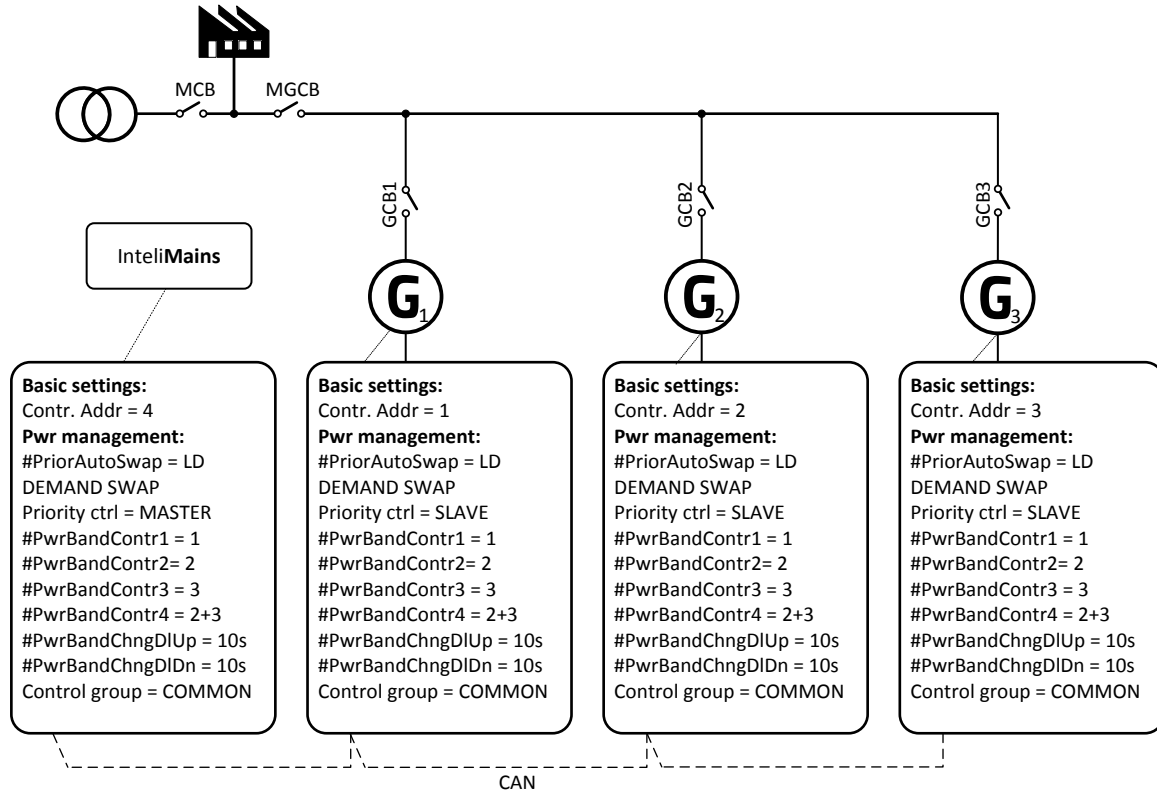 MCB
MGCB
GCB1
GCB2
GCB3
InteliMains
G1
G2
G3
Basic settings:
Contr. Addr = 4
Pwr management:
#PriorAutoSwap = LD
DEMAND SWAP
Priority ctrl = MASTER
#PwrBandContr1 = 1
#PwrBandContr2= 2
#PwrBandContr3 = 3
#PwrBandContr4 = 2+3
#PwrBandChngDlUp = 10s
#PwrBandChngDlDn = 10s
Control group = COMMON
Basic settings:
Contr. Addr = 1
Pwr management:
#PriorAutoSwap = LD
DEMAND SWAP
Priority ctrl = SLAVE
#PwrBandContr1 = 1
#PwrBandContr2= 2
#PwrBandContr3 = 3
#PwrBandContr4 = 2+3
#PwrBandChngDlUp = 10s
#PwrBandChngDlDn = 10s
Control group = COMMON
Basic settings:
Contr. Addr = 2
Pwr management:
#PriorAutoSwap = LD
DEMAND SWAP
Priority ctrl = SLAVE
#PwrBandContr1 = 1
#PwrBandContr2= 2
#PwrBandContr3 = 3
#PwrBandContr4 = 2+3
#PwrBandChngDlUp = 10s
#PwrBandChngDlDn = 10s
Control group = COMMON
Basic settings:
Contr. Addr = 3
Pwr management:
#PriorAutoSwap = LD
DEMAND SWAP
Priority ctrl = SLAVE
#PwrBandContr1 = 1
#PwrBandContr2= 2
#PwrBandContr3 = 3
#PwrBandContr4 = 2+3
#PwrBandChngDlUp = 10s
#PwrBandChngDlDn = 10s
Control group = COMMON
CAN